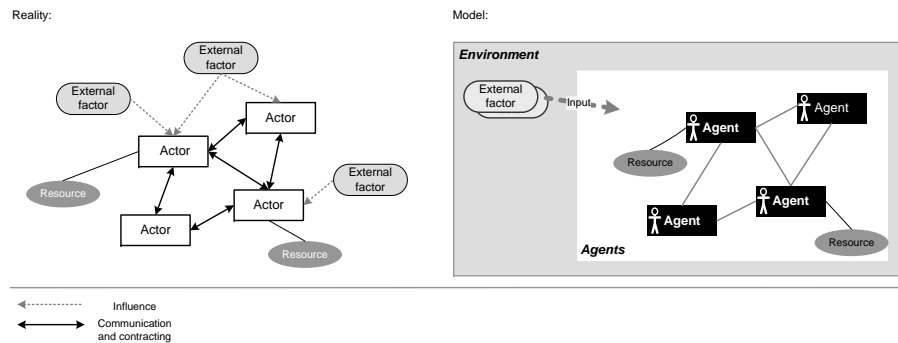 Reality:
External
factor
External
factor
Actor
Actor
External
factor
Resource
Actor
Actor
Resource
Model:
Environment
External
factor
Input
Agent
Agent
Resource
Agent
Agent
Agents
Resource
Influence
Communication
and contracting